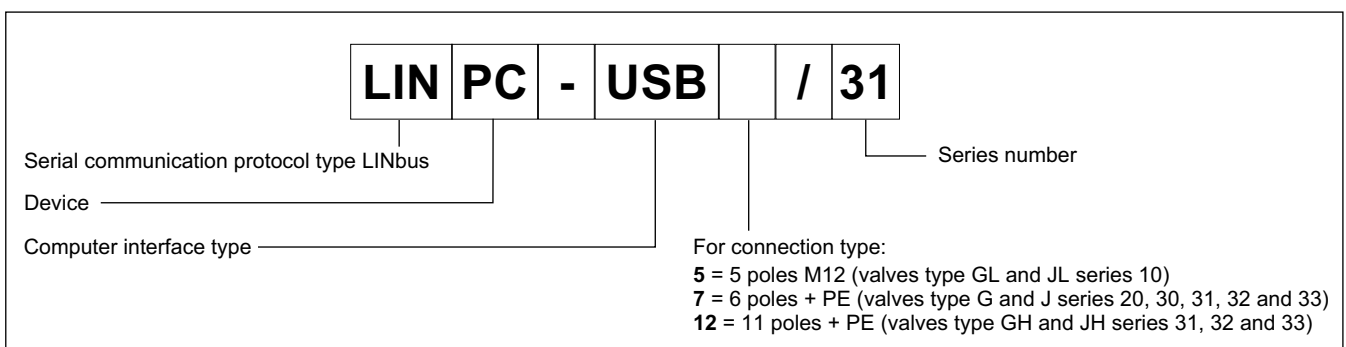 LIN PC - USB / 31
Serial communication protocol type LINbus
Series number
Device
Computer interface type
For connection type:
5 = 5 poles M12 (valves type GL and JL series 10)
7 = 6 poles + PE (valves type G and J series 20, 30, 31, 32 and 33)
12 = 11 poles + PE (valves type GH and JH series 31, 32 and 33)